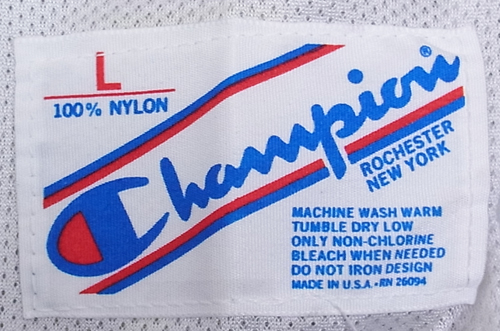 L
100% NYLON
Champion®
ROCHESTER
NEW YORK
MACHINE WASH WARM
TUMBLE DRY LOW
ONLY NON-CHLORINE
BLEACH WHEN NEEDED
DO NOT IRON DESIGN
MADE IN U.S.A. • RN 26094